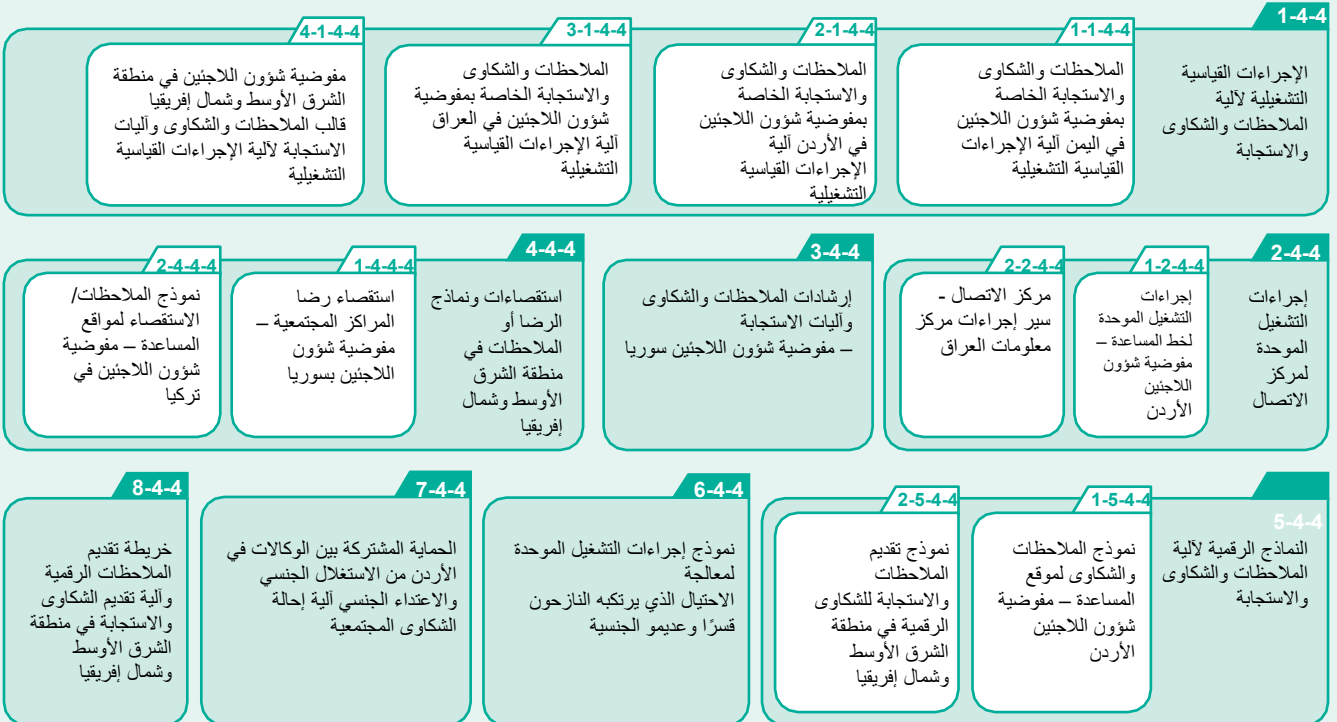 1-4-4
الإجراءات القياسية
التشغيلية لآلية
الملاحظات والشكاوى
والاستجابة
1-1-4-4
الملاحظات والشكاوى
والاستجابة الخاصة
بمفوضية شؤون اللاجئين
في اليمن آلية الإجراءات
القياسية التشغيلية
2-1-4-4
الملاحظات والشكاوى
والاستجابة الخاصة
بمفوضية شؤون اللاجئين
في الأردن آلية
الإجراءات القياسية
التشغيلية
3-1-4-4
الملاحظات والشكاوى
والاستجابة الخاصة بمفوضية
شؤون اللاجئين في العراق
آلية الإجراءات القياسية
التشغيلية
4-1-4-4
مفوضية شؤون اللاجئين في منطقة
الشرق الأوسط وشمال إفريقيا
قالب الملاحظات والشكاوى وآليات
الاستجابة لآلية الإجراءات القياسية
التشغيلية
2-4-4
إجراءات
التشغيل
الموحدة
لمركز
الاتصال
1-2-4-4
إجراءات
التشغيل الموحدة
لخط المساعدة –
مفوضية شؤون
اللاجئين
الأردن
2-2-4-4
مركز الاتصال -
سير إجراءات مركز
معلومات العراق
3-4-4
إرشادات الملاحظات والشكاوى
وآليات الاستجابة
– مفوضية شؤون اللاجئين سوريا
4-4-4
استقصاءات ونماذج
الرضا أو
الملاحظات في
منطقة الشرق
الأوسط وشمال
إفريقيا
1-4-4-4
استقصاء رضا
المراكز المجتمعية –
مفوضية شؤون
اللاجئين بسوريا
2-4-4-4
نموذج الملاحظات/
الاستقصاء لمواقع
المساعدة – مفوضية
شؤون اللاجئين في
تركيا
5-4-4
النماذج الرقمية لآلية
الملاحظات والشكاوى
والاستجابة
1-5-4-4
نموذج الملاحظات
والشكاوى لموقع
المساعدة – مفوضية
شؤون اللاجئين
الأردن
2-5-4-4
نموذج تقديم
الملاحظات
والاستجابة للشكاوى
الرقمية في منطقة
الشرق الأوسط
وشمال إفريقيا
6-4-4
نموذج إجراءات التشغيل الموحدة
لمعالجة
الاحتيال الذي يرتكبه النازحون
قسرًا وعديمو الجنسية
7-4-4
الحماية المشتركة بين الوكالات في
الأردن من الاستغلال الجنسي
والاعتداء الجنسي آلية إحالة
الشكاوى المجتمعية
8-4-4
خريطة تقديم
الملاحظات الرقمية
وآلية تقديم الشكاوى
والاستجابة في منطقة
الشرق الأوسط
وشمال إفريقيا